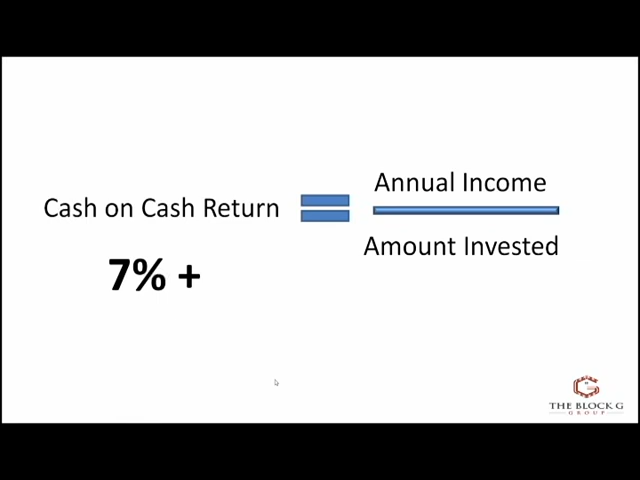 Cash on Cash Return
Annual Income
Amount Invested
7% +
THE BLOCK G
GROUP